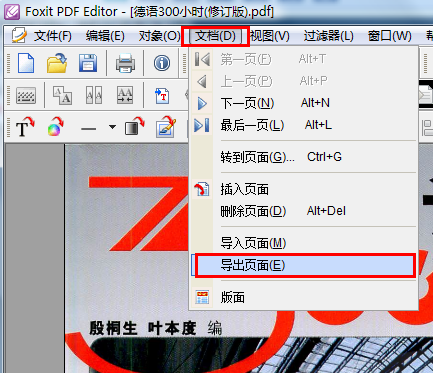 Foxit PDF Editor - [德语300小时(修订版).pdf]
文件(F) 编辑(E) 对象(O) 文档(D) 视图(V) 过滤器(L) 窗口(W)
第一页(F) Alt+T
上一页(P) Alt+P
下一页(N) Alt+N
最后一页(L) Alt+L
转到页面(G)... Ctrl+G
插入页面
删除页面(D) Alt+Del
导入页面(M)
导出页面(E)
版面
殷桐生 叶本度 编